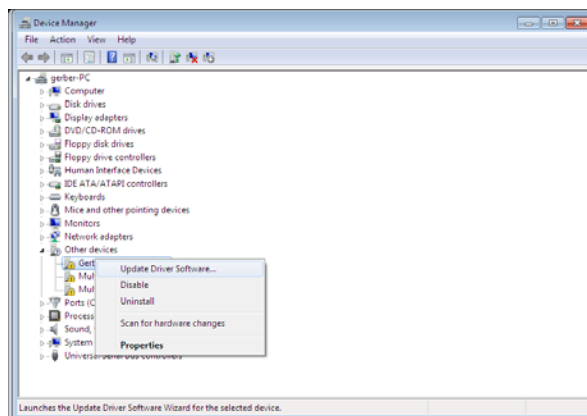 Device Manager
File Action View Help
gerber-PC
Computer
Disk drives
Display adapters
DVD/CD-ROM drives
Floppy disk drives
Floppy drive controllers
Human Interface Devices
IDE ATA/ATAPI controllers
Keyboards
Mice and other pointing devices
Monitors
Network adapters
Other devices
Gerb
Mul
Mul
Ports (C
Process
Sound,
System
Universal Serial Bus controllers
Update Driver Software...
Disable
Uninstall
Scan for hardware changes
Properties
Launches the Update Driver Software Wizard for the selected device.